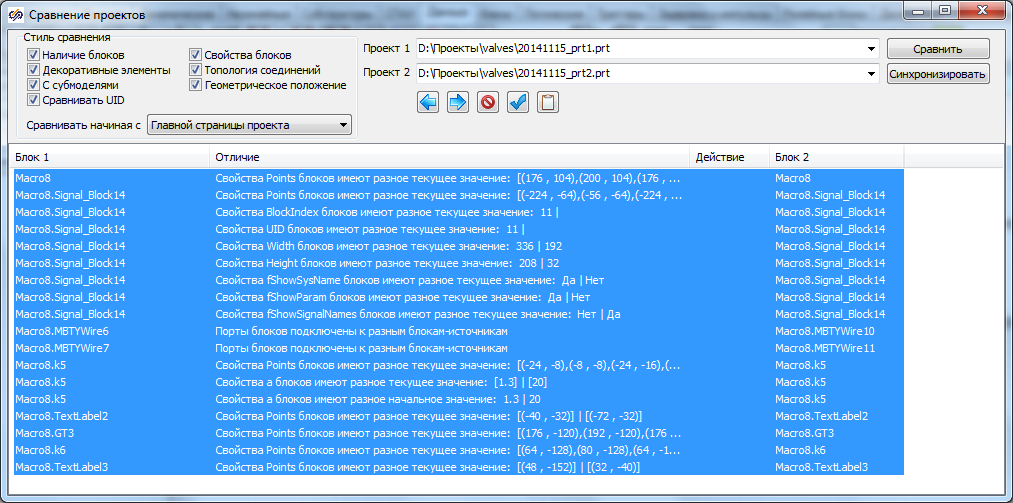 Сравнение проектов
Стиль сравнения
Наличие блоков
Свойства блоков
Декоративные элементы
Топология соединений
С субмоделями
Геометрическое положение
Сравнивать UID
Сравнивать начиная с Главной страницы проекта
Проект 1 D:\Проекты\valves\20141115_prt1.prt
Сравнить
Проект 2 D:\Проекты\valves\20141115_prt2.prt
Синхронизировать
Блок 1 Отличие Действие Блок 2
Macro8 Свойства Points блоков имеют разное текущее значение: [(176 , 104),(200 , 104),(176 , ... Macro8
Macro8.Signal_Block14 Свойства Points блоков имеют разное текущее значение: [(-224 , -64),(-56 , -64),(-224 , ... Macro8.Signal_Block14
Macro8.Signal_Block14 Свойства BlockIndex блоков имеют разное текущее значение: 11 | Macro8.Signal_Block14
Macro8.Signal_Block14 Свойства UID блоков имеют разное текущее значение: 11 | Macro8.Signal_Block14
Macro8.Signal_Block14 Свойства Width блоков имеют разное текущее значение: 336 | 192 Macro8.Signal_Block14
Macro8.Signal_Block14 Свойства Height блоков имеют разное текущее значение: 208 | 32 Macro8.Signal_Block14
Macro8.Signal_Block14 Свойства fShowSysName блоков имеют разное текущее значение: Да | Нет Macro8.Signal_Block14
Macro8.Signal_Block14 Свойства fShowParam блоков имеют разное текущее значение: Да | Нет Macro8.Signal_Block14
Macro8.Signal_Block14 Свойства fShowSignalNames блоков имеют разное текущее значение: Нет | Да Macro8.Signal_Block14
Macro8.MBTYWire6 Порты блоков подключены к разным блокам-источникам Macro8.MBTYWire10
Macro8.MBTYWire7 Порты блоков подключены к разным блокам-источникам Macro8.MBTYWire11
Macro8.k5 Свойства Points блоков имеют разное текущее значение: [(-24 , -8),(-8 , -8),(-24 , -16),(... Macro8.k5
Macro8.k5 Свойства a блоков имеют разное текущее значение: [1.3] | [20] Macro8.k5
Macro8.k5 Свойства a блоков имеют разное начальное значение: 1.3 | 20 Macro8.k5
Macro8.TextLabel2 Свойства Points блоков имеют разное текущее значение: [(-40 , -32)] | [(-72 , -32)] Macro8.TextLabel2
Macro8.GT3 Свойства Points блоков имеют разное текущее значение: [(176 , -120),(192 , -120),(176 ... Macro8.GT3
Macro8.k6 Свойства Points блоков имеют разное текущее значение: [(64 , -128),(80 , -128),(64 , -1... Macro8.k6
Macro8.TextLabel3 Свойства Points блоков имеют разное текущее значение: [(48 , -152)] | [(32 , -40)] Macro8.TextLabel3